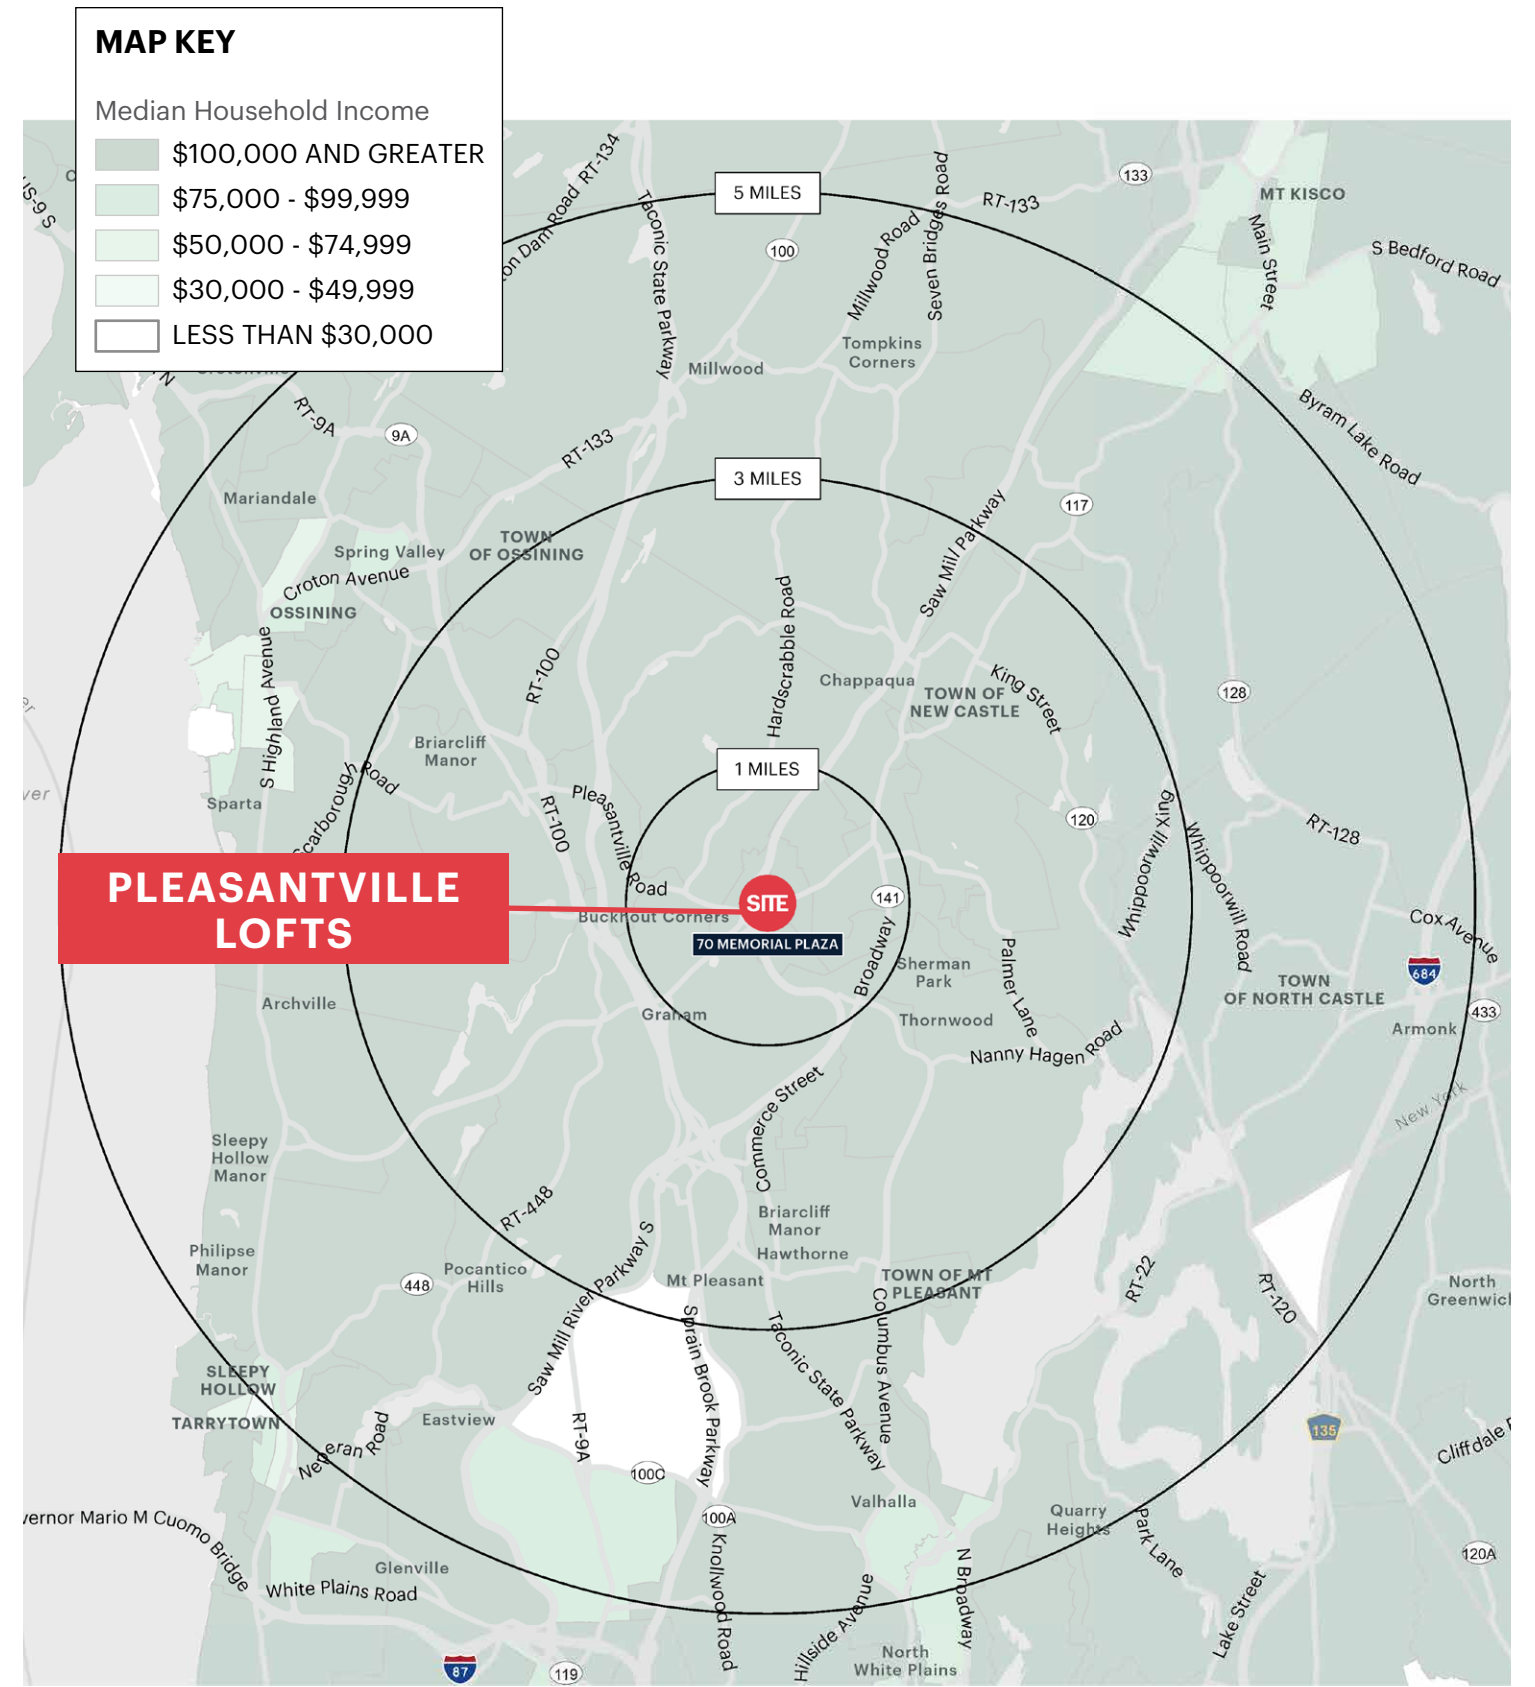 MAP KEY
Median Household Income
$100,000 AND GREATER
$75,000 - $99,999
$50,000 - $74,999
$30,000 - $49,999
LESS THAN $30,000
US-9 S
RT-134
Dam Road
Taconic State Parkway
5 MILES
100
Millwood Road
Seven Bridges Road
RT-133
133
MT KISCO
Main Street
S Bedford Road
Millwood
Tompkins
Corners
Byram Lake Road
RT-9A
9A
RT-133
3 MILES
Mariandale
117
Saw Mill Parkway
Spring Valley
TOWN
OF OSSINING
Croton Avenue
OSSINING
Hardscrabble Road
S Highland Avenue
RT-100
Chappaqua
TOWN OF
NEW CASTLE
King Street
128
Briarcliff
Manor
1 MILES
Scarborough Road
Sparta
RT-100
Pleasantville Road
120
Whippoorwill Xing
Whippoorwill Road
RT-128
PLEASANTVILLE
LOFTS
SITE
70 MEMORIAL PLAZA
Buckhout Corners
141
Broadway
Sherman
Park
Palmer Lane
Cox Avenue
684
TOWN
OF NORTH CASTLE
433
Armonk
Archville
Graham
Thornwood
Nanny Hagen Road
New York
Commerce Street
Sleepy
Hollow
Manor
RT-448
Briarcliff
Manor
Hawthorne
Philipse
Manor
Pocantico
Hills
448
Saw Mill River Parkway S
Mt Pleasant
TOWN OF MT
PLEASANT
RT-22
RT-120
North
Sprain Brook Parkway
Taconic State Parkway
Columbus Avenue
SLEEPY
HOLLOW
TARRYTOWN
Neperan Road
Eastview
RT-9A
100C
135
Cliffdale
100A
Valhalla
Quarry
Heights
Park Lane
120A
Mario M Cuomo Bridge
Glenville
White Plains Road
Knollwood Road
Hillside Avenue
N Broadway
Lake Street
North
White Plains
87
119